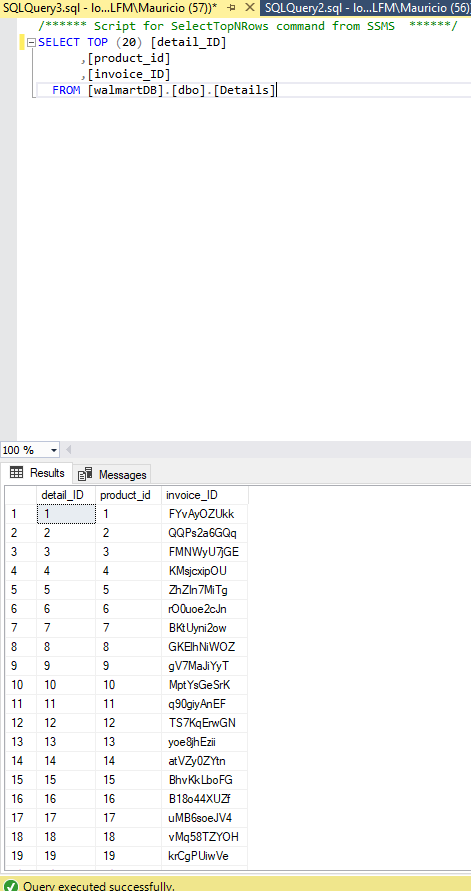 SQLQuery3.sql - lo...LFM\Mauricio (57))* SQLQuery2.sql - lo...LFM\Mauricio (56)
/****** Script for SelectTopNRows command from SSMS ******/
SELECT TOP (20) [detail_ID]
,[product_id]
,[invoice_ID]
FROM [walmartDB].[dbo].[Details]
100 %
Results Messages
detail_ID product_id invoice_ID
1 1 1 FYvAyOZUkk
2 2 2 QQPs2a6GQq
3 3 3 FMNWyU7jGE
4 4 4 KMsjcxipOU
5 5 5 ZhZln7MiTg
6 6 6 rO0uoe2cJn
7 7 7 BKtUyni2ow
8 8 8 GKElhNiWOZ
9 9 9 gV7MaJiYyT
10 10 10 MptYsGeSrK
11 11 11 q90giyAnEF
12 12 12 TS7KqErwGN
13 13 13 yoe8jhEzii
14 14 14 atVZy0ZYtn
15 15 15 BhvKkLboFG
16 16 16 B18o44XUZf
17 17 17 uMB6soeJV4
18 18 18 vMq58TZYOH
19 19 19 krCgPUiwVe
Query executed successfully.